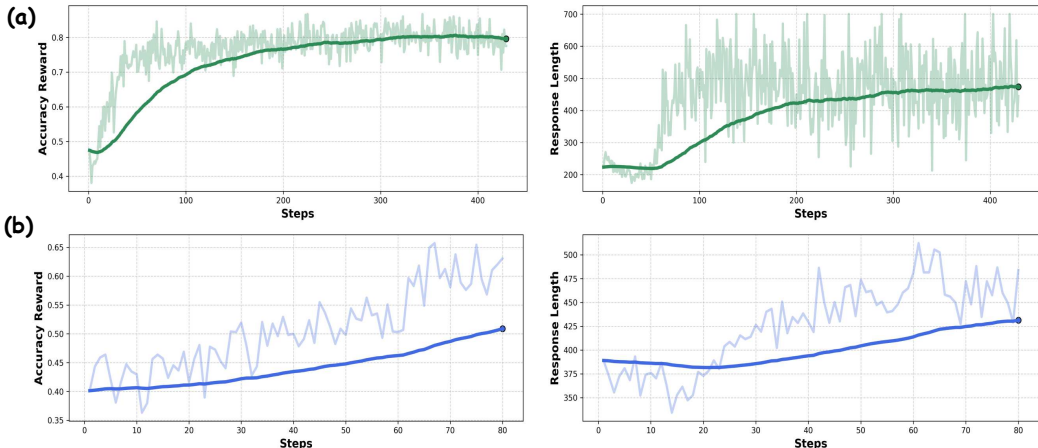 (a)
Accuracy Reward
0.8
0.7
0.6
0.5
0.4
0 100 200 300 400
Steps
Response Length
700
600
500
400
300
200
0 100 200 300 400
Steps
(b)
Accuracy Reward
0.65
0.60
0.55
0.50
0.45
0.40
0.35
0 10 20 30 40 50 60 70 80
Steps
Response Length
500
475
450
425
400
375
350
0 10 20 30 40 50 60 70 80
Steps